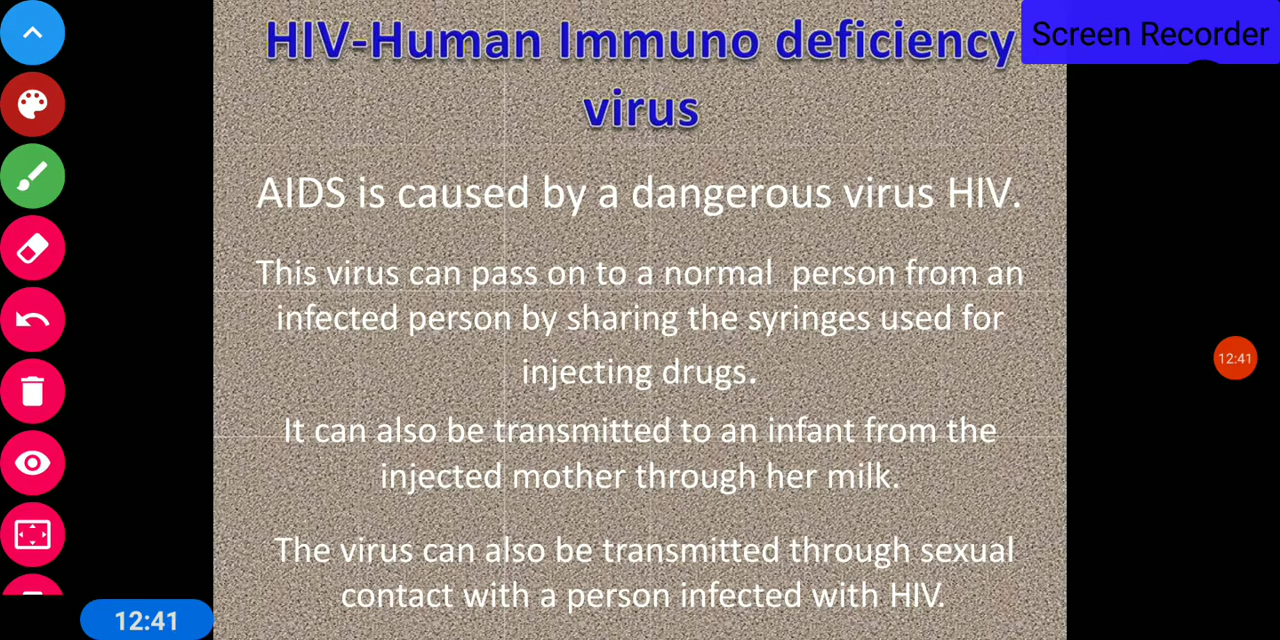 HIV-Human Immuno deficiency
Screen Recorder
virus
AIDS is caused by a dangerous virus HIV.
This virus can pass on to a normal person from an
infected person by sharing the syringes used for
12:41
injecting drugs.
It can also be transmitted to an infant from the
injected mother through her milk.
The virus can also be transmitted through sexual
contact with a person infected with HIV.
12:41